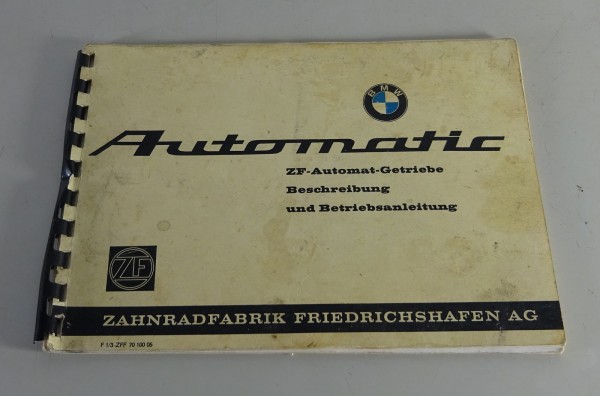 BMW
Automatic
ZF-Automat-Getriebe
Beschreibung
und Betriebsanleitung
ZF
ZAHNRADFABRIK FRIEDRICHSHAFEN AG
F 1/3 ZFF 70 100 05